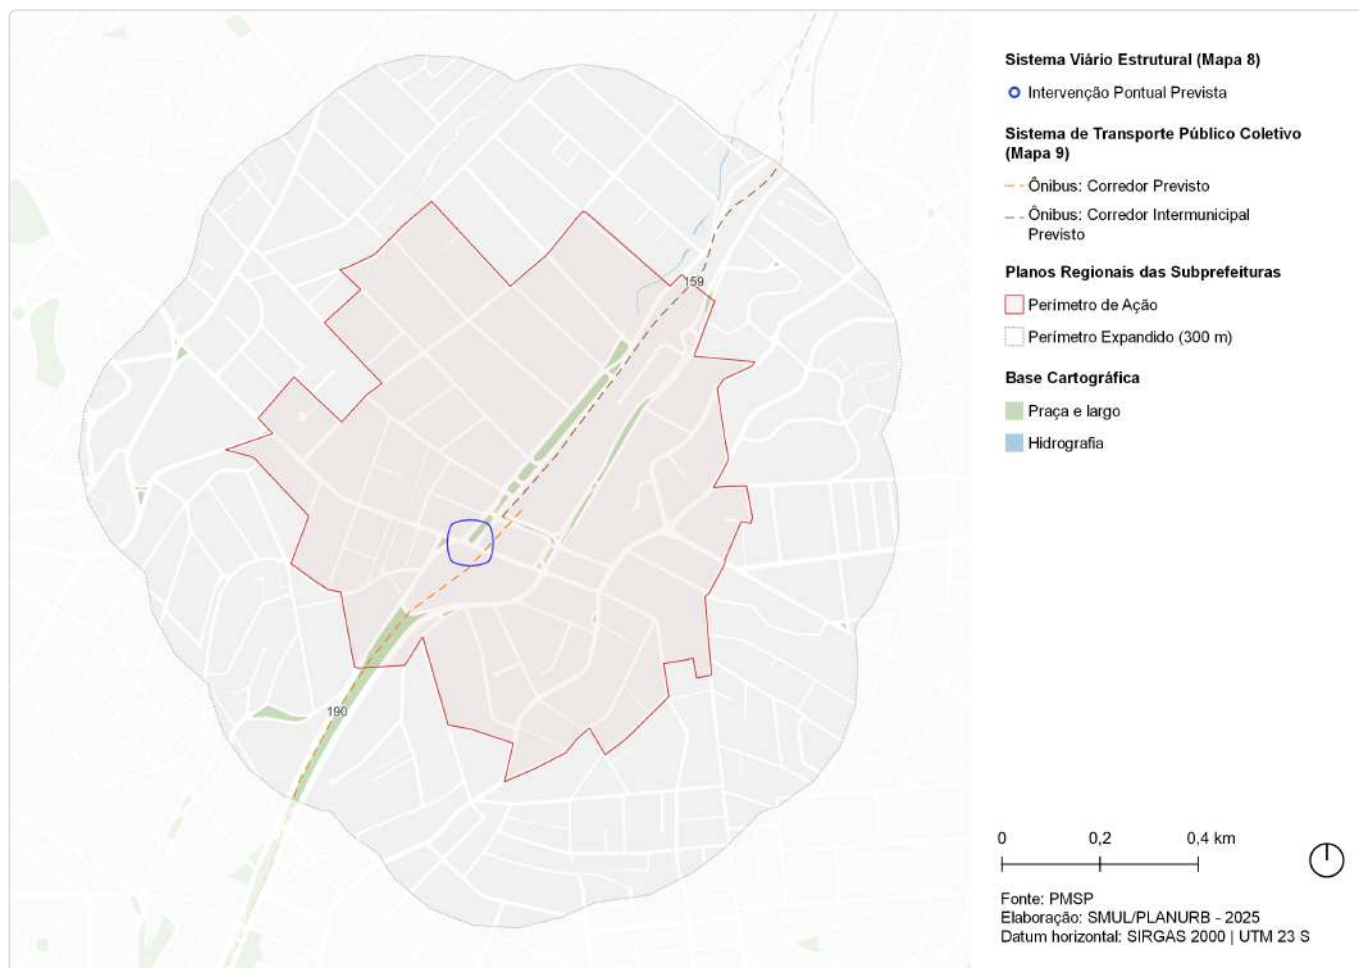 Sistema Viário Estrutural (Mapa 8)
Intervenção Pontual Prevista
Sistema de Transporte Público Coletivo
(Mapa 9)
Ônibus: Corredor Previsto
Ônibus: Corredor Intermunicipal
Previsto
Planos Regionais das Subprefeituras
Perímetro de Ação
Perímetro Expandido (300 m)
Base Cartográfica
Praça e largo
Hidrografia
159
190
0 0,2 0,4 km
Fonte: PMSP
Elaboração: SMUL/PLANURB - 2025
Datum horizontal: SIRGAS 2000 | UTM 23 S